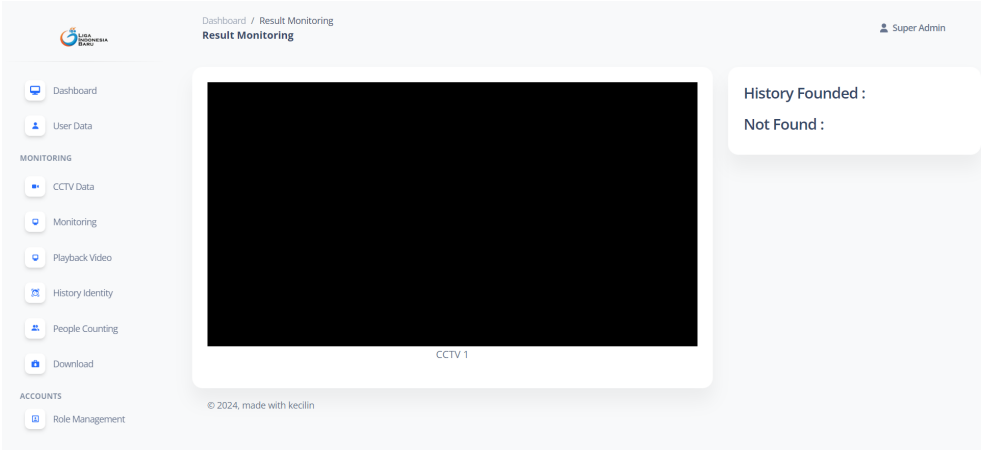 LIGA
INDONESIA
BARU
Dashboard / Result Monitoring
Result Monitoring
Super Admin
Dashboard
User Data
MONITORING
CCTV Data
Monitoring
Playback Video
History Identity
People Counting
Download
ACCOUNTS
Role Management
CCTV 1
History Founded :
Not Found :
© 2024, made with kecilin